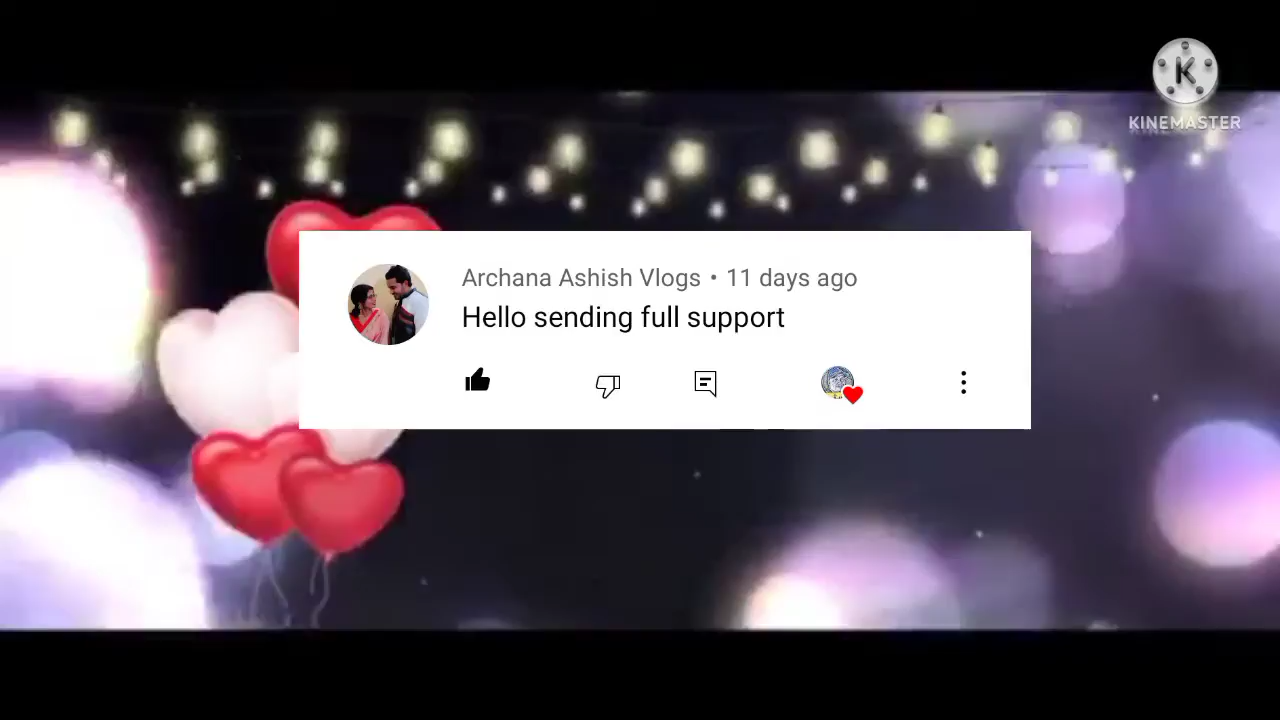 KINEMASTER
Archana Ashish Vlogs • 11 days ago
Hello sending full support